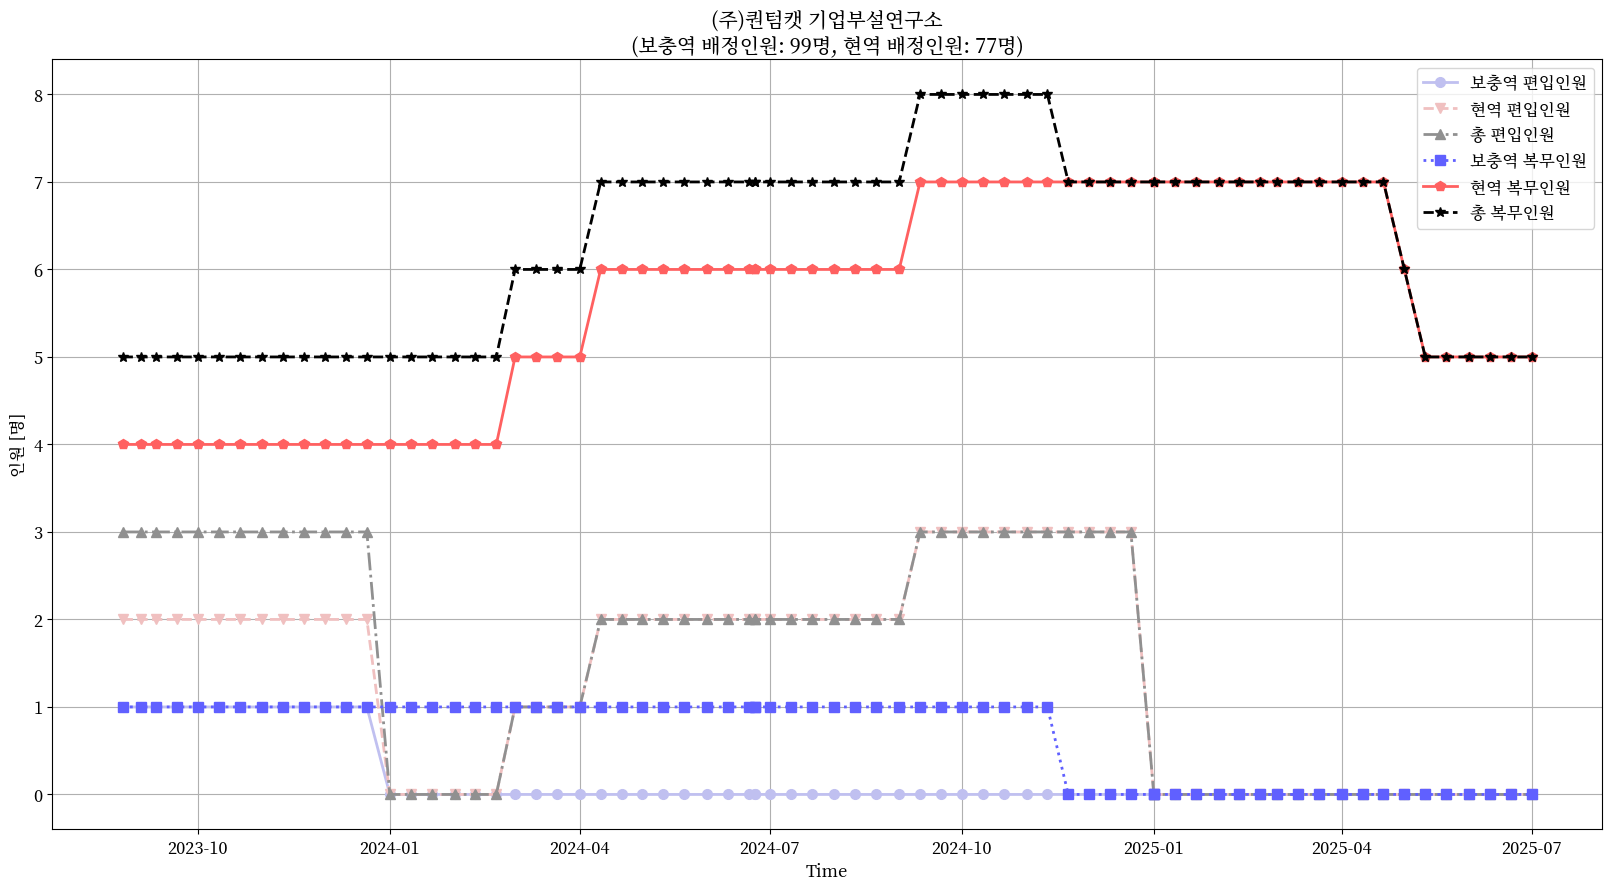 (주)퀀텀캣 기업부설연구소
(보충역 배정인원: 99명, 현역 배정인원: 77명)
보충역 편입인원
현역 편입인원
총 편입인원
보충역 복무인원
현역 복무인원
총 복무인원
인원 [명]
8
7
6
5
4
3
2
1
0
2023-10
2024-01
2024-04
2024-07
2024-10
2025-01
2025-04
2025-07
Time